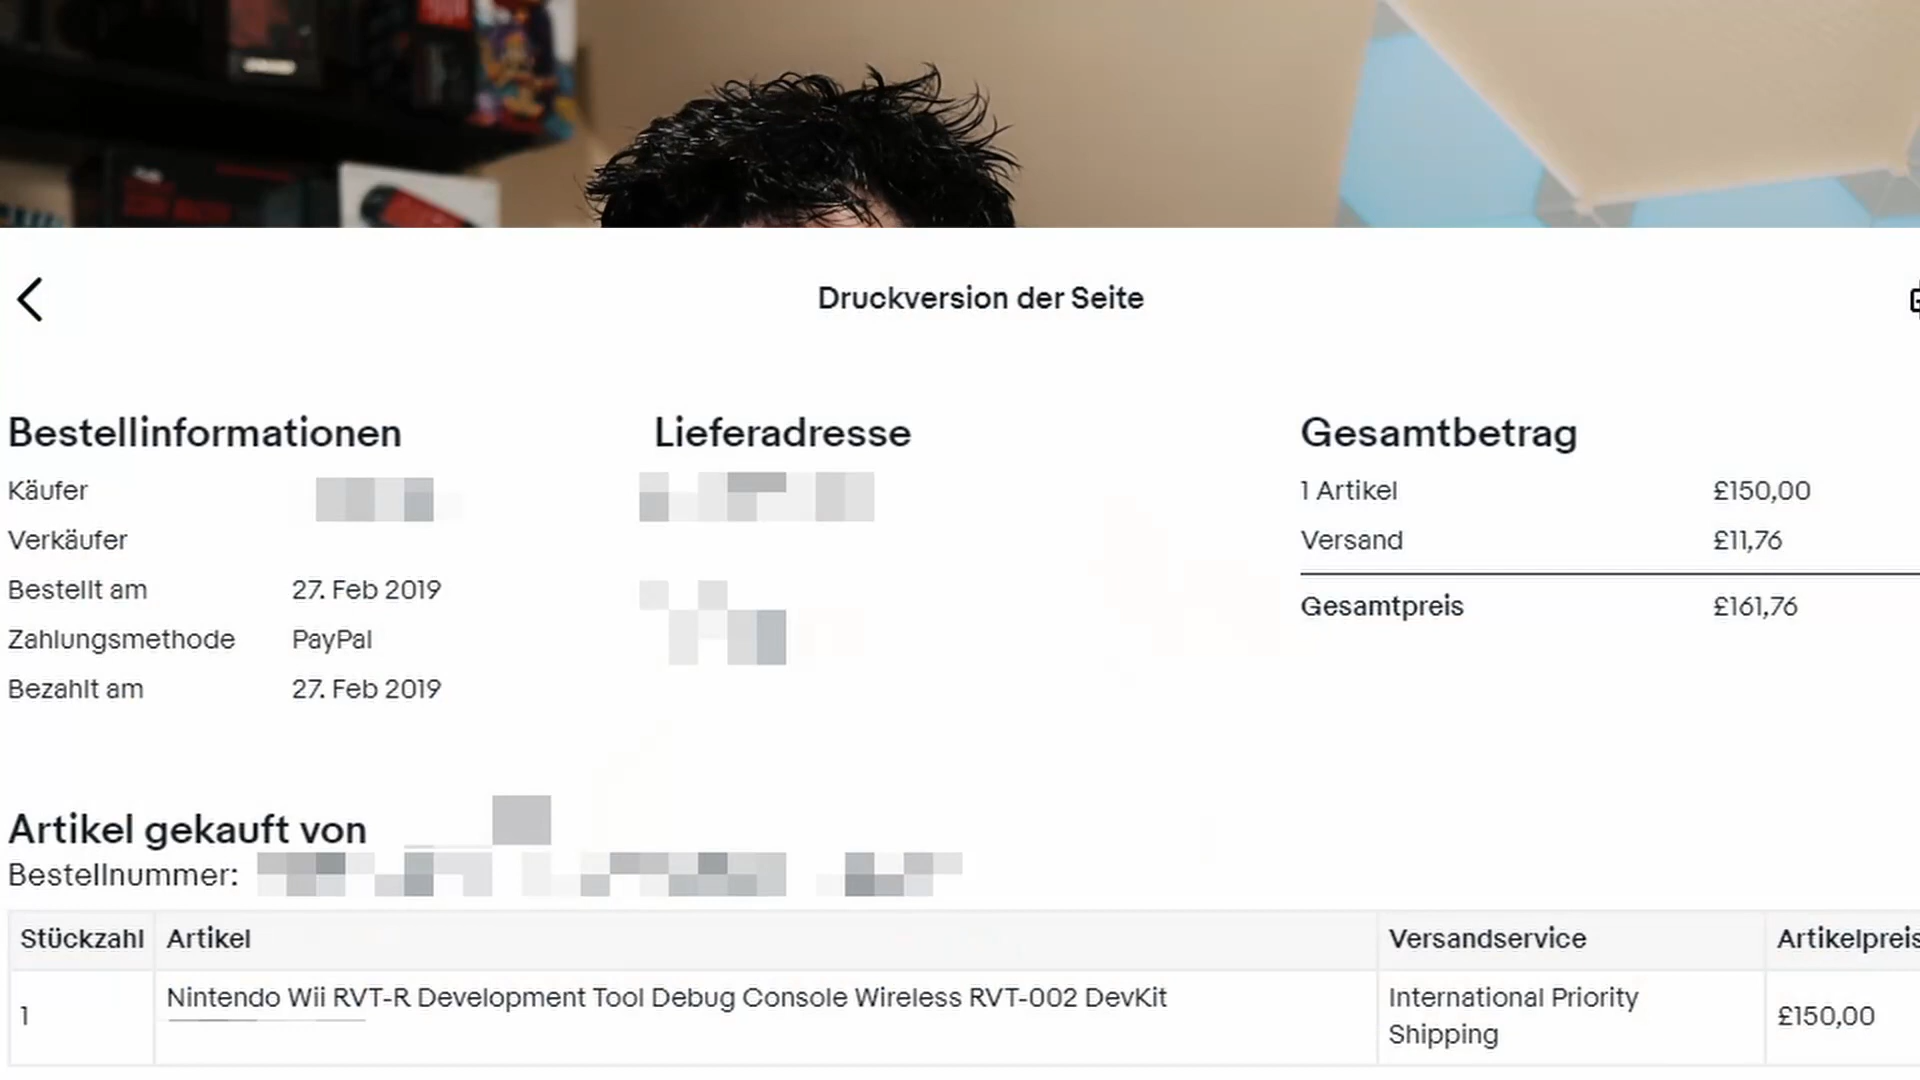 Druckversion der Seite
Bestellinformationen
Käufer
Verkäufer
Bestellt am 27. Feb 2019
Zahlungsmethode PayPal
Bezahlt am 27. Feb 2019
Lieferadresse
Gesamtbetrag
1 Artikel £150,00
Versand £11,76
Gesamtpreis £161,76
Artikel gekauft von
Bestellnummer:
Stückzahl Artikel Versandservice Artikelpreis
1 Nintendo Wii RVT-R Development Tool Debug Console Wireless RVT-002 DevKit International Priority £150,00
Shipping